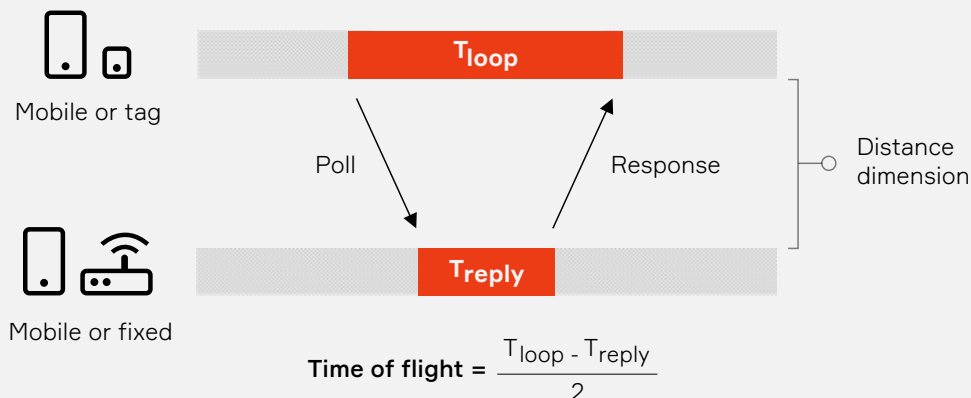 Tloop
Mobile or tag
Poll
Response
Distance
dimension
Treply
Mobile or fixed
Time of flight = Tloop - Treply
2